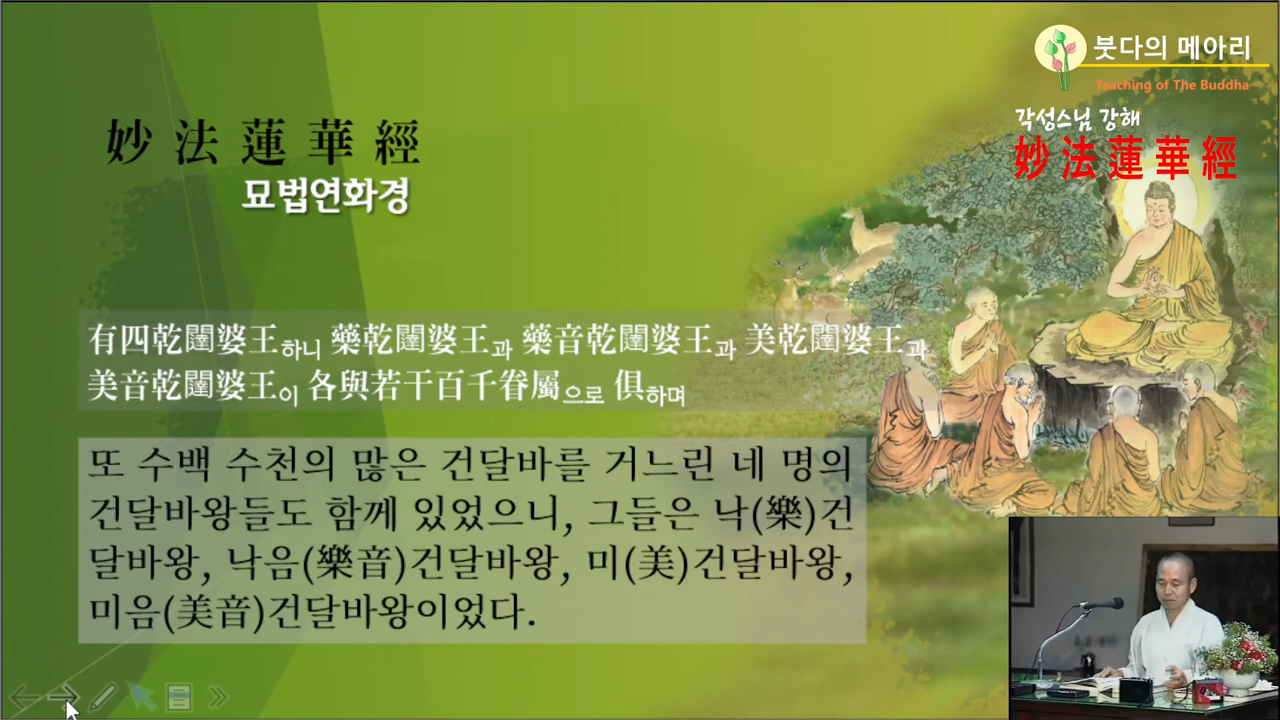 붓다의 메아리
Teaching of The Buddha
각성스님 강해
妙法蓮華經
妙法蓮華經
묘법연화경
有四乾闥婆王하니 藥乾闥婆王과 藥音乾闥婆王과 美乾闥婆王과
美音乾闥婆王이 各與若干百千眷屬으로 俱하며
또 수백 수천의 많은 건달바를 거느린 네 명의
건달바왕들도 함께 있었으니, 그들은 낙(樂)건
달바왕, 낙음(樂音)건달바왕, 미(美)건달바왕,
미음(美音)건달바왕이었다.